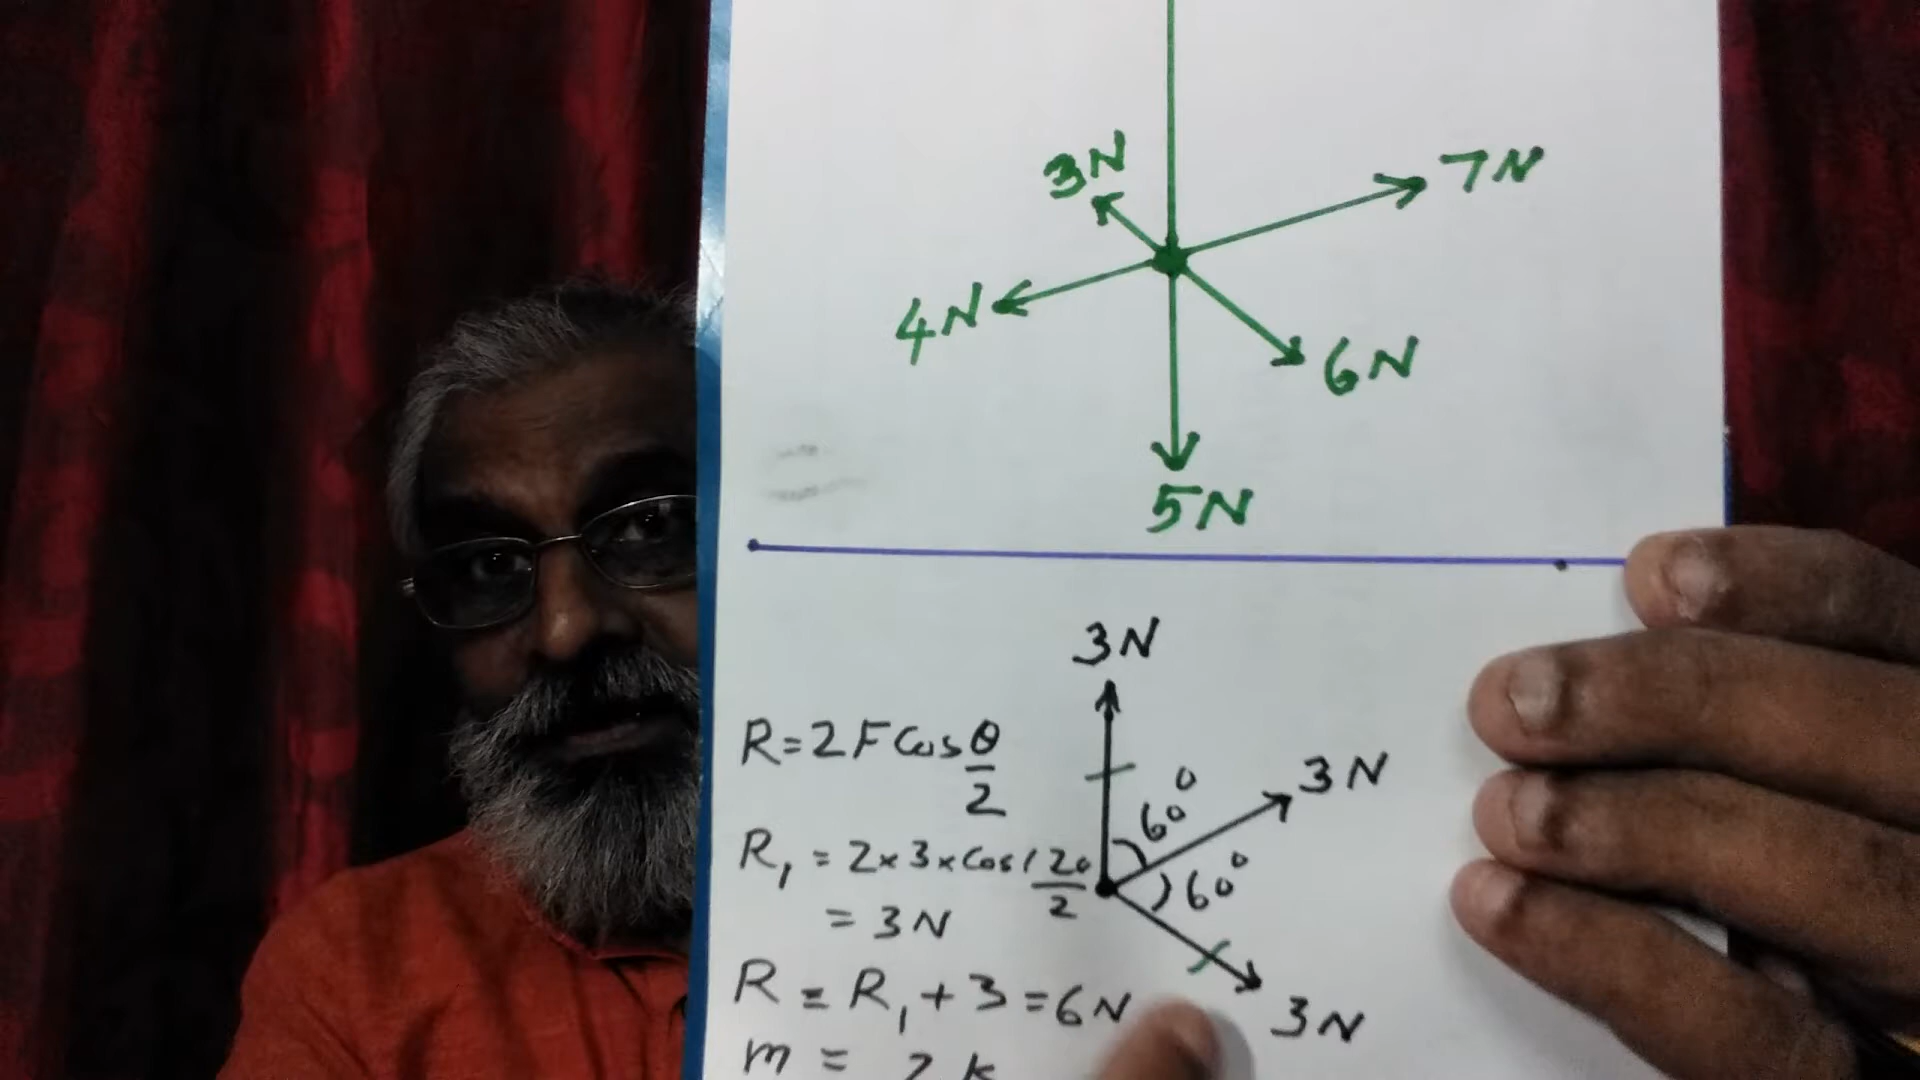 3N
7N
4N
6N
5N
3N
R=2FCosθ/2
3N
60°
R₁ = 2×3×Cos120/2
60°
= 3N
R = R₁+3=6N
3N
m = 2k